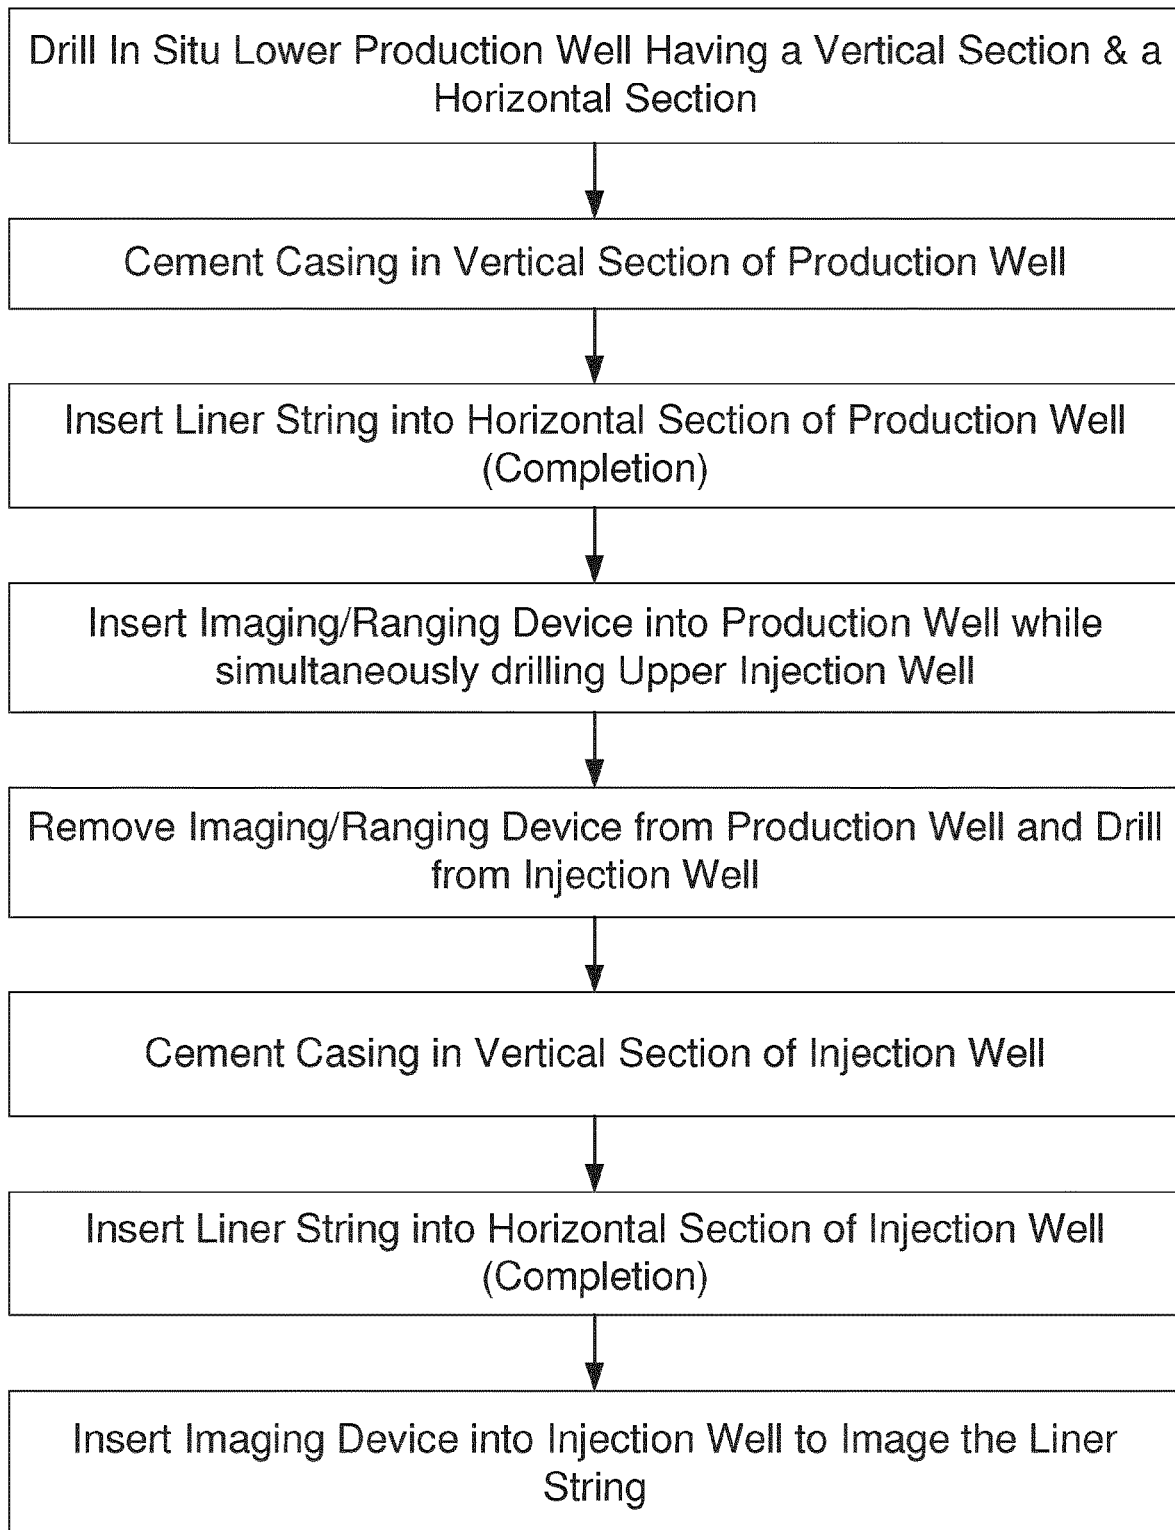 Drill In Situ Lower Production Well Having a Vertical Section & a
Horizontal Section
Cement Casing in Vertical Section of Production Well
Insert Liner String into Horizontal Section of Production Well
(Completion)
Insert Imaging/Ranging Device into Production Well while
simultaneously drilling Upper Injection Well
Remove Imaging/Ranging Device from Production Well and Drill
from Injection Well
Cement Casing in Vertical Section of Injection Well
Insert Liner String into Horizontal Section of Injection Well
(Completion)
Insert Imaging Device into Injection Well to Image the Liner
String